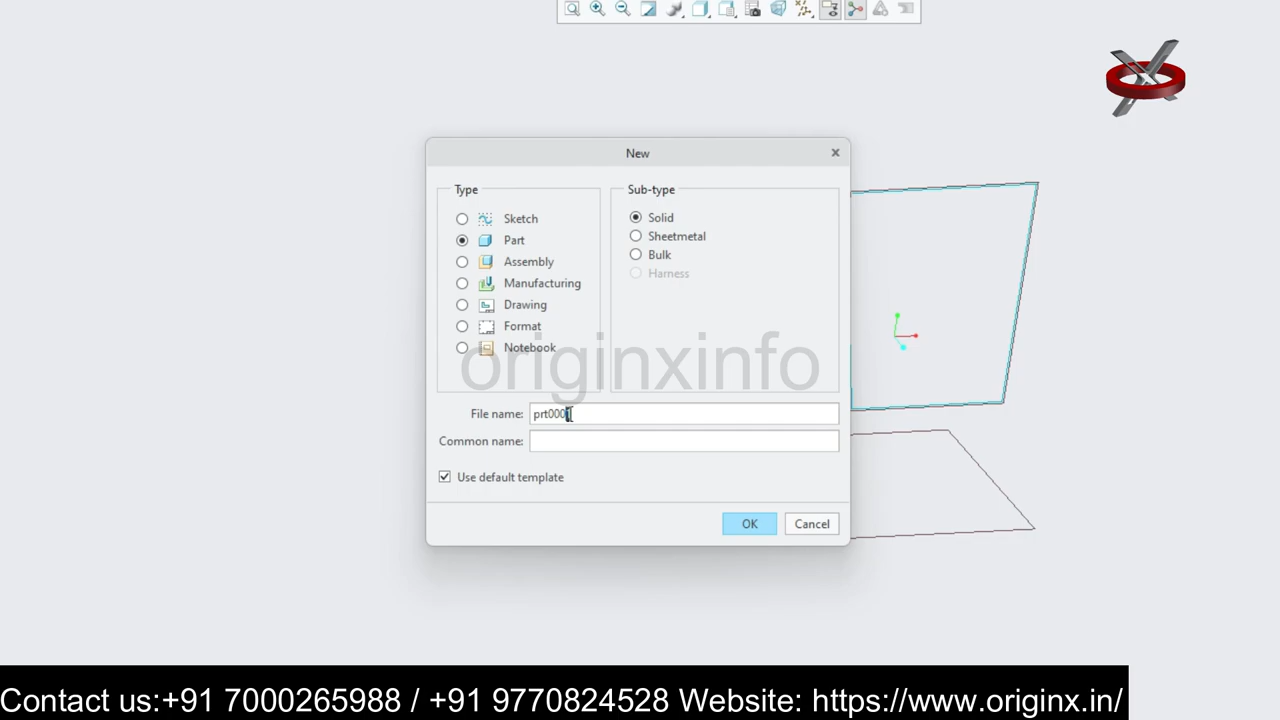 New
Type
Sub-type
Sketch
Part
Assembly
Manufacturing
Drawing
Format
Notebook
Solid
Sheetmetal
Bulk
Harness
originxinfo
File name: prt000
Common name:
Use default template
OK Cancel
Contact us:+91 7000265988 / +91 9770824528 Website: https://www.originx.in/